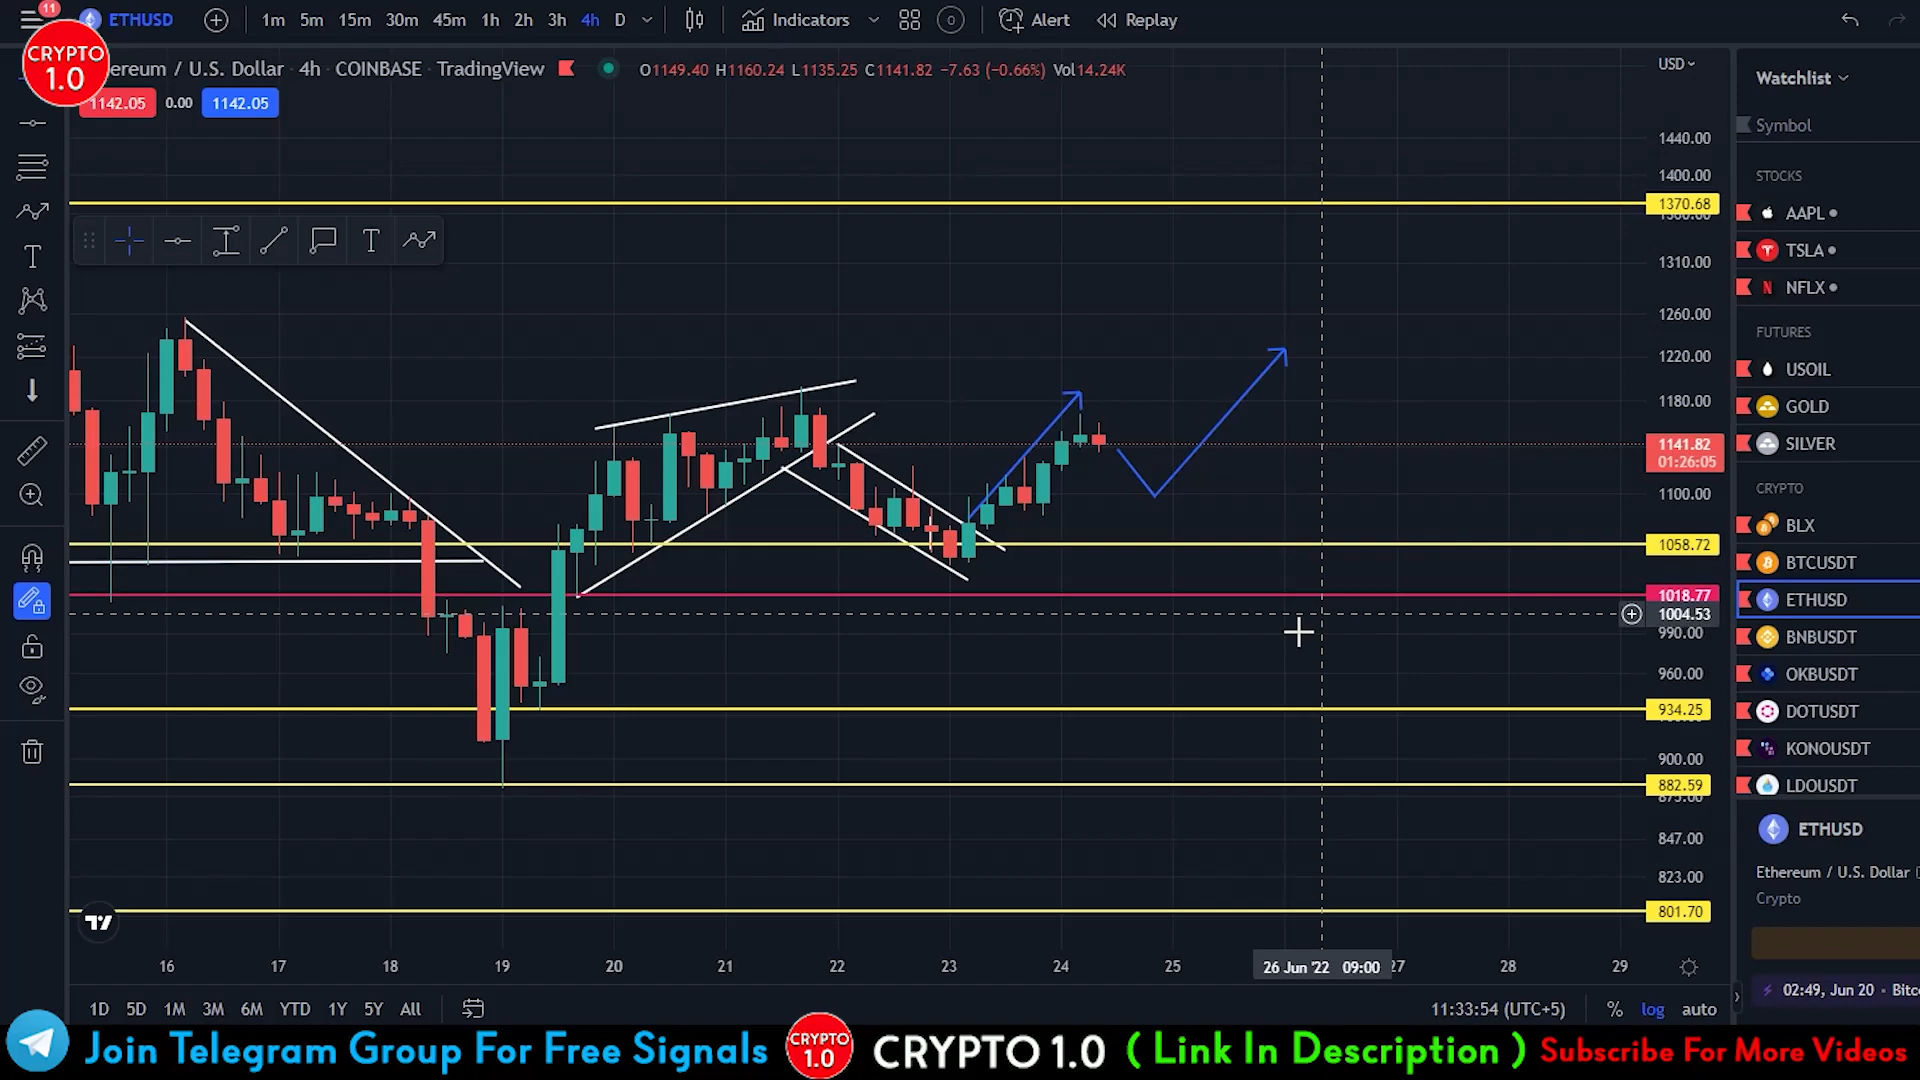 11
ETHUSD
1m 5m 15m 30m 45m 1h 2h 3h 4h D
Indicators
Alert
Replay
CRYPTO
1.0
ereum / U.S. Dollar · 4h · COINBASE · TradingView
O1149.40 H1160.24 L1135.25 C1141.82 −7.63 (−0.66%) Vol14.24K
1142.05 0.00 1142.05
USD
1440.00
1400.00
1370.68
1310.00
1260.00
1220.00
1180.00
1141.82
01:26:05
1100.00
1058.72
1018.77
1004.53
990.00
960.00
934.25
900.00
882.59
847.00
823.00
801.70
16 17 18 19 20 21 22 23 24 25 26 Jun '22 09:00 27 28 29
1D 5D 1M 3M 6M YTD 1Y 5Y All
11:33:54 (UTC+5) % log auto
Watchlist
Symbol
STOCKS
AAPL
TSLA
NFLX
FUTURES
USOIL
GOLD
SILVER
CRYPTO
BLX
BTCUSDT
ETHUSD
BNBUSDT
OKBUSDT
DOTUSDT
KONOUSDT
LDOUSDT
ETHUSD
Ethereum / U.S. Dollar
Crypto
02:49, Jun 20 · Bitc
Join Telegram Group For Free Signals
CRYPTO
1.0
CRYPTO 1.0 ( Link In Description ) Subscribe For More Videos